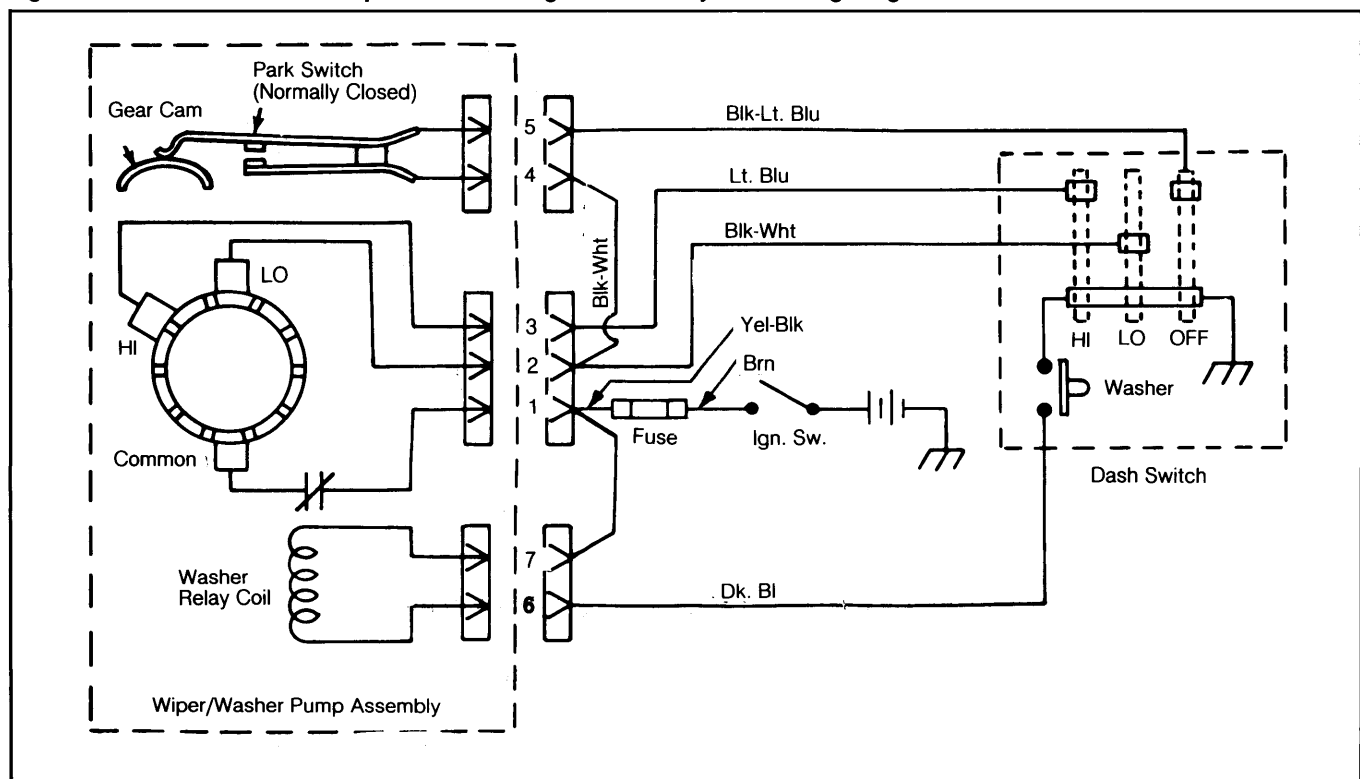 Park Switch
(Normally Closed)
Gear Cam
5
4
Blk-Lt. Blu
Lt. Blu
Blk-Wht
Blk-Wht
LO
HI
3
2
1
Yel-Blk
Brn
Fuse
Ign. Sw.
HI
LO
OFF
Washer
Dash Switch
Common
Washer
Relay Coil
7
6
Dk. Bl
Wiper/Washer Pump Assembly